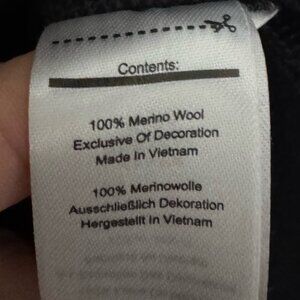 Contents:
100% Merino Wool
Exclusive Of Decoration
Made In Vietnam
100% Merinowolle
Ausschließlich Dekoration
Hergestellt In Vietnam